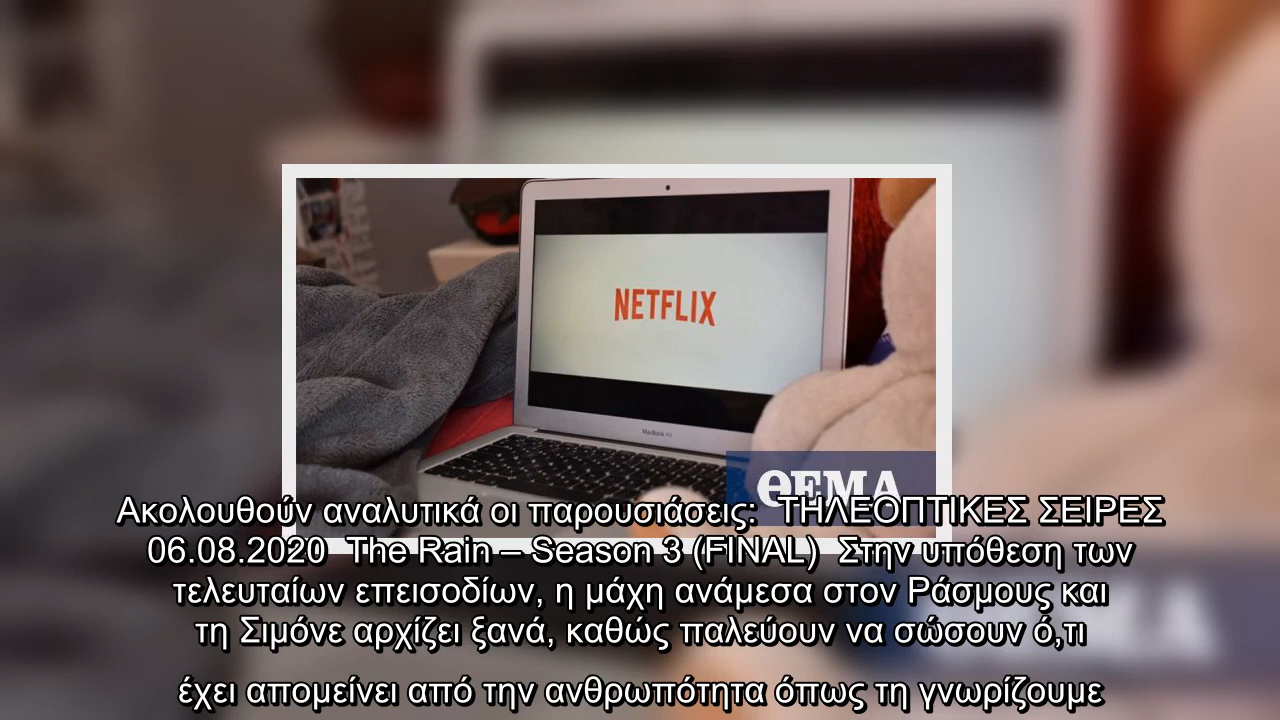 NETFLIX
MacBook Air
ΘΕΜΑ
Ακολουθούν αναλυτικά οι παρουσιάσεις:  ΤΗΛΕΟΠΤΙΚΕΣ ΣΕΙΡΕΣ
06.08.2020  The Rain – Season 3 (FINAL)  Στην υπόθεση των
τελευταίων επεισοδίων, η μάχη ανάμεσα στον Ράσμους και
τη Σιμόνε αρχίζει ξανά, καθώς παλεύουν να σώσουν ό,τι
έχει απομείνει από την ανθρωπότητα όπως τη γνωρίζουμε